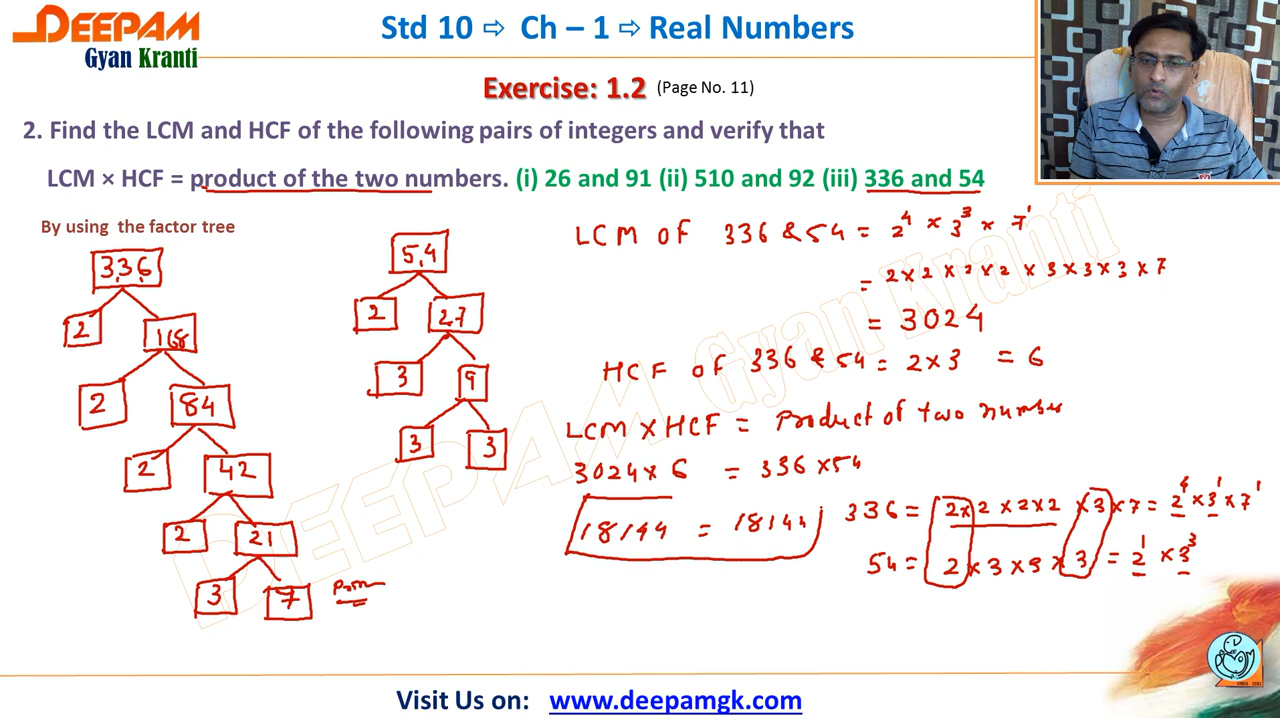 DEEPAM
Gyan Kranti
Std 10 ⇨ Ch – 1 ⇨ Real Numbers
Exercise: 1.2 (Page No. 11)
2. Find the LCM and HCF of the following pairs of integers and verify that
LCM × HCF = product of the two numbers. (i) 26 and 91 (ii) 510 and 92 (iii) 336 and 54
By using the factor tree
336
2 168
2 84
2 42
2 21
3 7
54
2 27
3 9
3 3
LCM of 336 & 54 = 2⁴ × 3³ × 7¹
= 2 × 2 × 2 × 2 × 3 × 3 × 3 × 7
= 3024
HCF of 336 & 54 = 2 × 3 = 6
LCM × HCF = Product of two number
3024 × 6 = 336 × 54
18144 = 18144
336 = 2 × 2 × 2 × 2 × 3 × 7 = 2⁴ × 3¹ × 7¹
54 = 2 × 3 × 3 × 3 = 2¹ × 3³
DEEPAM Gyan Kranti
Visit Us on: www.deepamgk.com